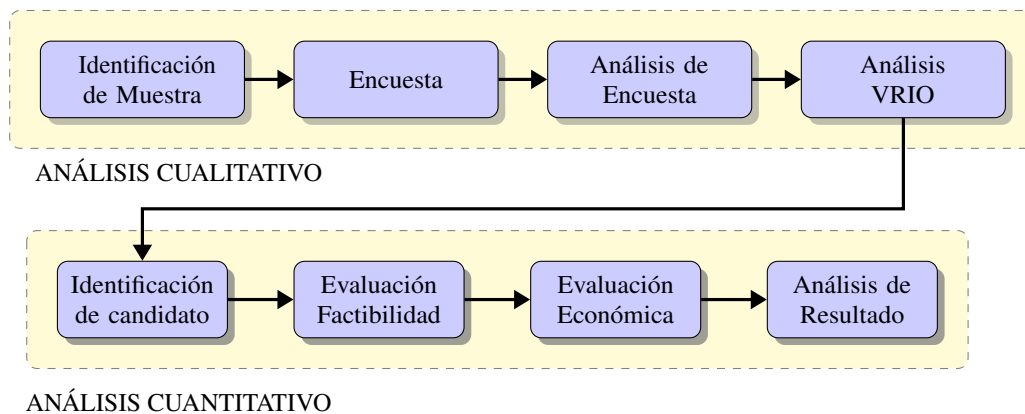 Identificación
de Muestra
Encuesta
Análisis de
Encuesta
Análisis
VRIO
ANÁLISIS CUALITATIVO
Identificación
de candidato
Evaluación
Factibilidad
Evaluación
Económica
Análisis de
Resultado
ANÁLISIS CUANTITATIVO